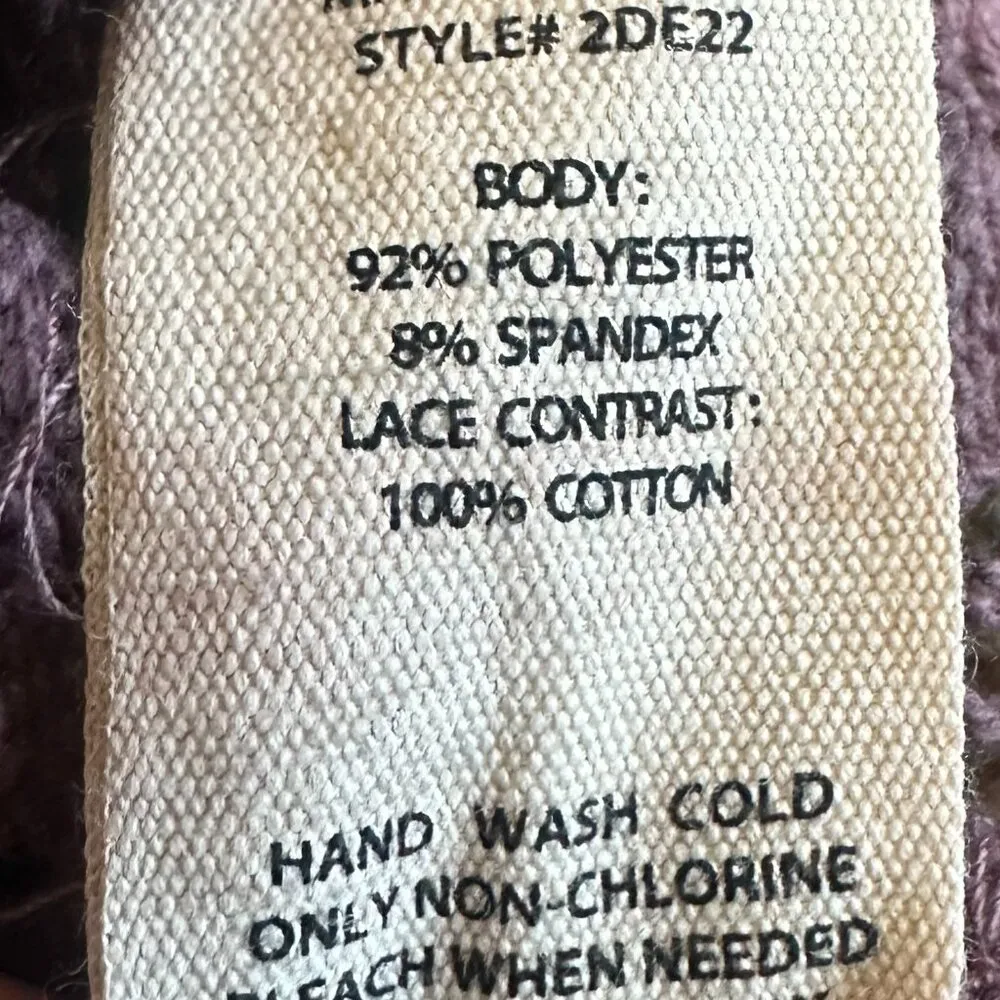 STYLE# 2DE22
BODY:
92% POLYESTER
8% SPANDEX
LACE CONTRAST:
100% COTTON
HAND WASH COLD
ONLY NON-CHLORINE
BLEACH WHEN NEEDED